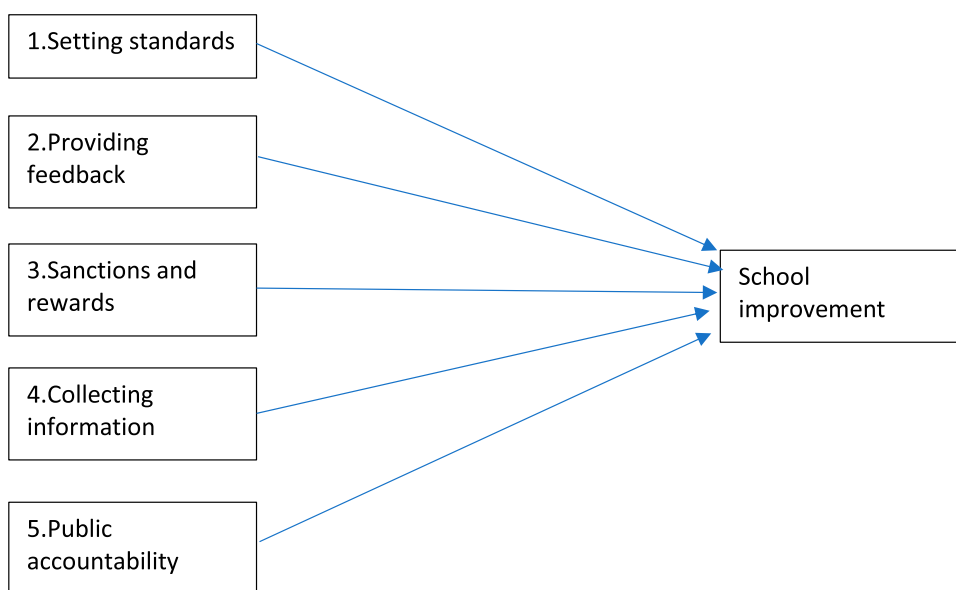 1.Setting standards
2.Providing
feedback
3.Sanctions and
rewards
4.Collecting
information
5.Public
accountability
School
improvement